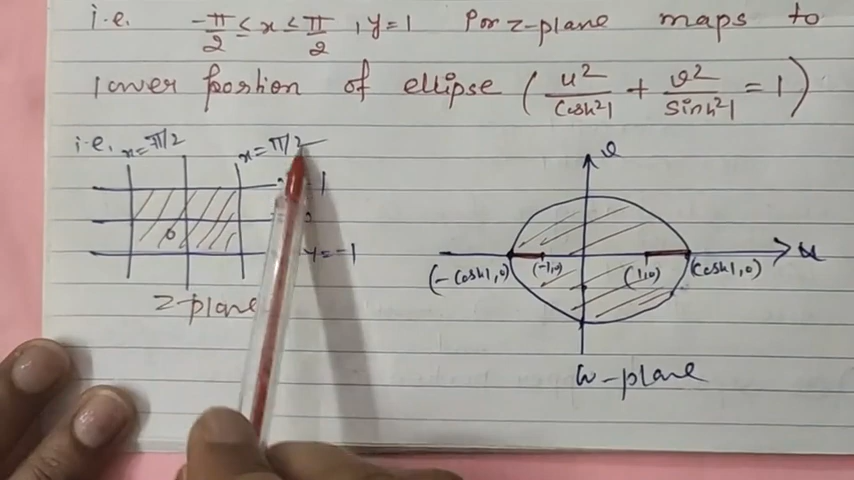 i.e. -π/2 ≤ x ≤ π/2 , y=1 for z-plane maps to
lower portion of ellipse ( u²/cosh²1 + v²/sinh²1 = 1 )
i.e. x=-π/2 x=π/2
1
0
y=-1
z-plane
v
u
(-cosh1,0) (-1,0) (1,0) (cosh1,0)
w-plane